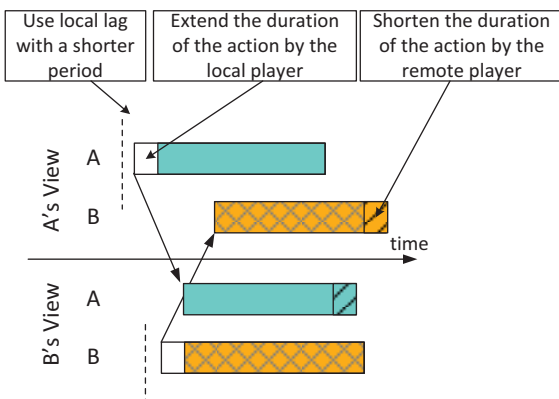 Use local lag
with a shorter
period
Extend the duration
of the action by the
local player
Shorten the duration
of the action by the
remote player
A's View
A
B
time
B's View
A
B